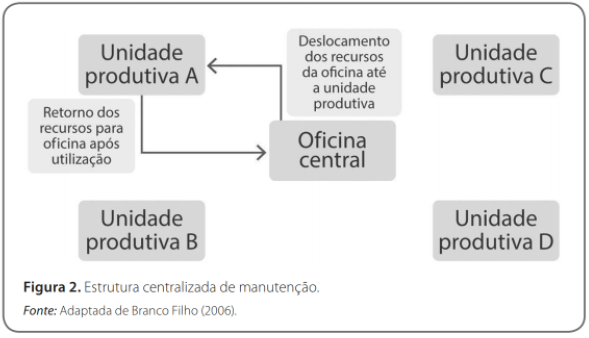 Unidade
produtiva A
Deslocamento
dos recursos
da oficina até
a unidade
produtiva
Unidade
produtiva C
Retorno dos
recursos para
oficina após
utilização
Oficina
central
Unidade
produtiva B
Unidade
produtiva D
Figura 2. Estrutura centralizada de manutenção.
Fonte: Adaptada de Branco Filho (2006).